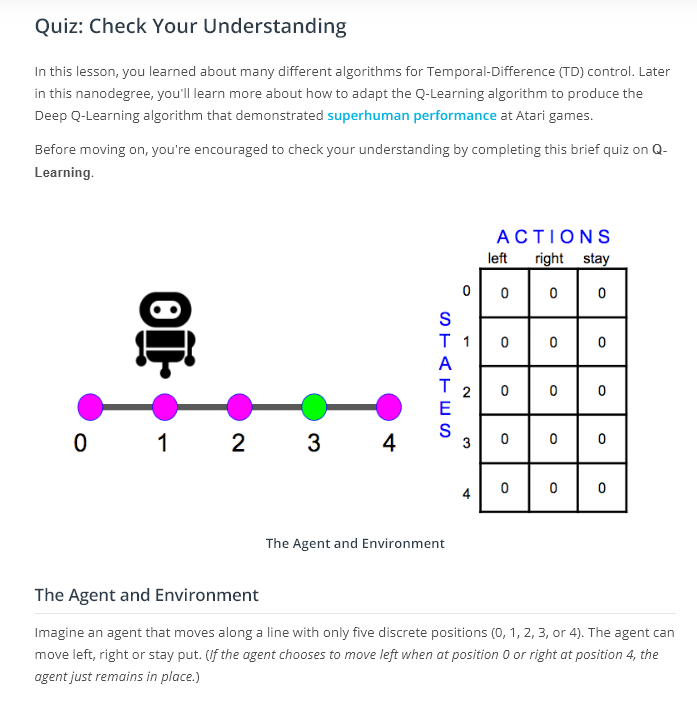 Quiz: Check Your Understanding
In this lesson, you learned about many different algorithms for Temporal-Difference (TD) control. Later
in this nanodegree, you'll learn more about how to adapt the Q-Learning algorithm to produce the
Deep Q-Learning algorithm that demonstrated superhuman performance at Atari games.
Before moving on, you're encouraged to check your understanding by completing this brief quiz on Q-
Learning.
0 1 2 3 4
ACTIONS
left right stay
STATES
0 0 0 0
1 0 0 0
2 0 0 0
3 0 0 0
4 0 0 0
The Agent and Environment
The Agent and Environment
Imagine an agent that moves along a line with only five discrete positions (0, 1, 2, 3, or 4). The agent can
move left, right or stay put. (If the agent chooses to move left when at position 0 or right at position 4, the
agent just remains in place.)